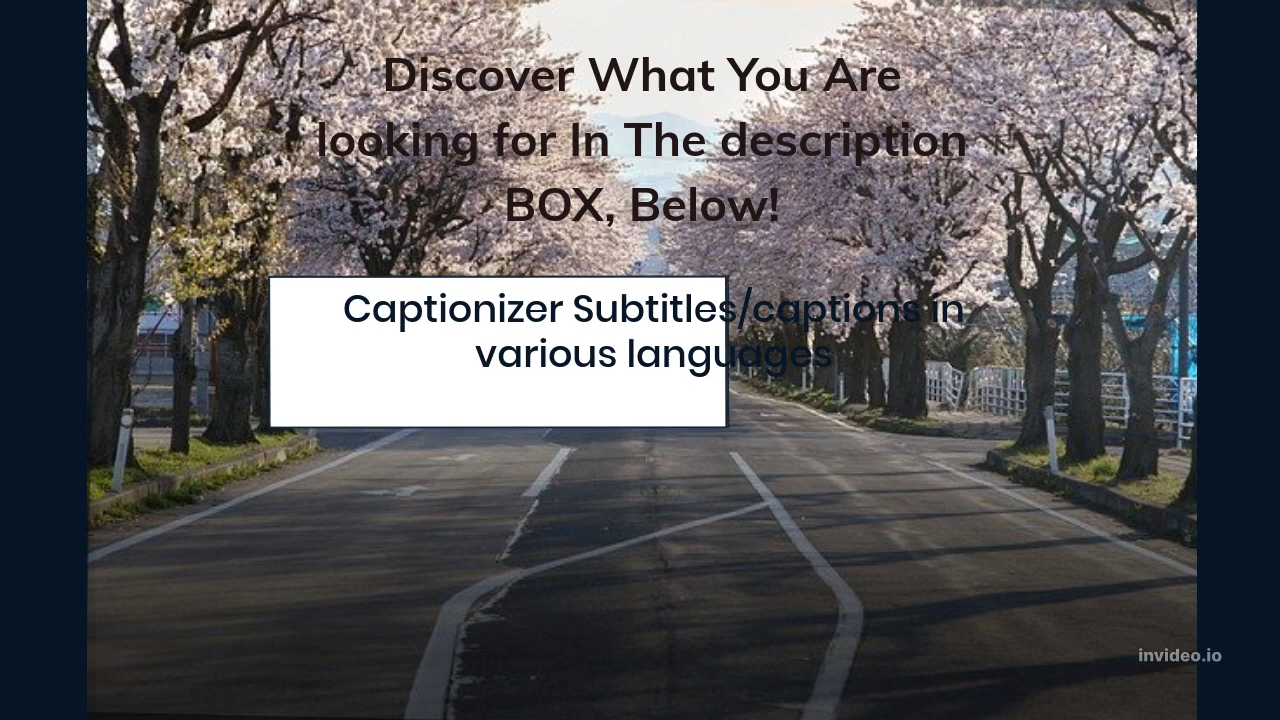 Discover What You Are
looking for In The description
BOX, Below!
Captionizer Subtitles/captions in
various languages
invideo.io